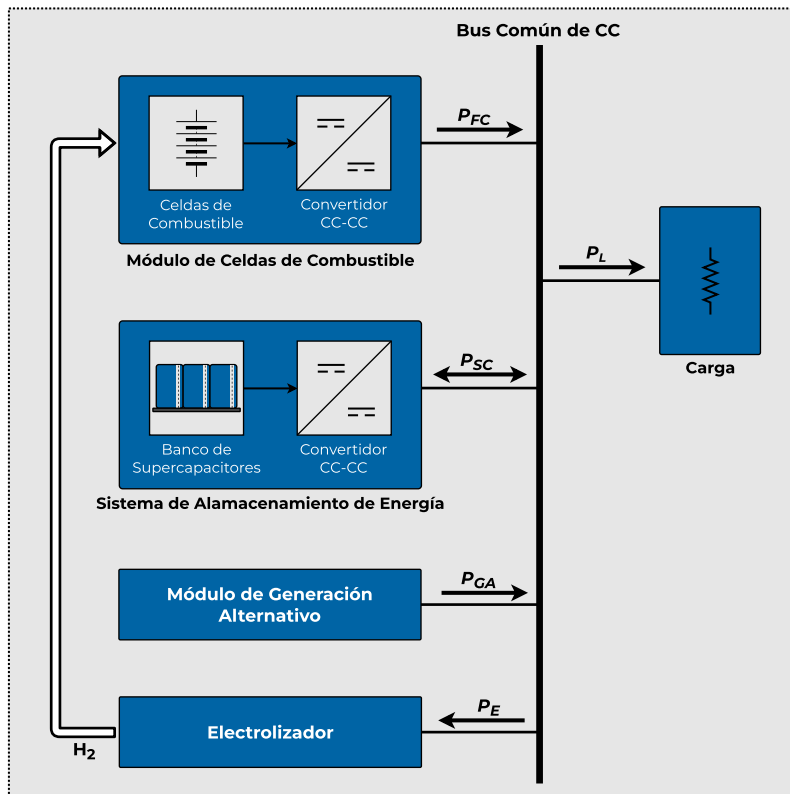 Bus Común de CC
P_FC
Celdas de
Combustible
Convertidor
CC-CC
Módulo de Celdas de Combustible
P_L
Carga
P_SC
Banco de
Supercapacitores
Convertidor
CC-CC
Sistema de Alamacenamiento de Energía
P_GA
Módulo de Generación
Alternativo
P_E
Electrolizador
H₂